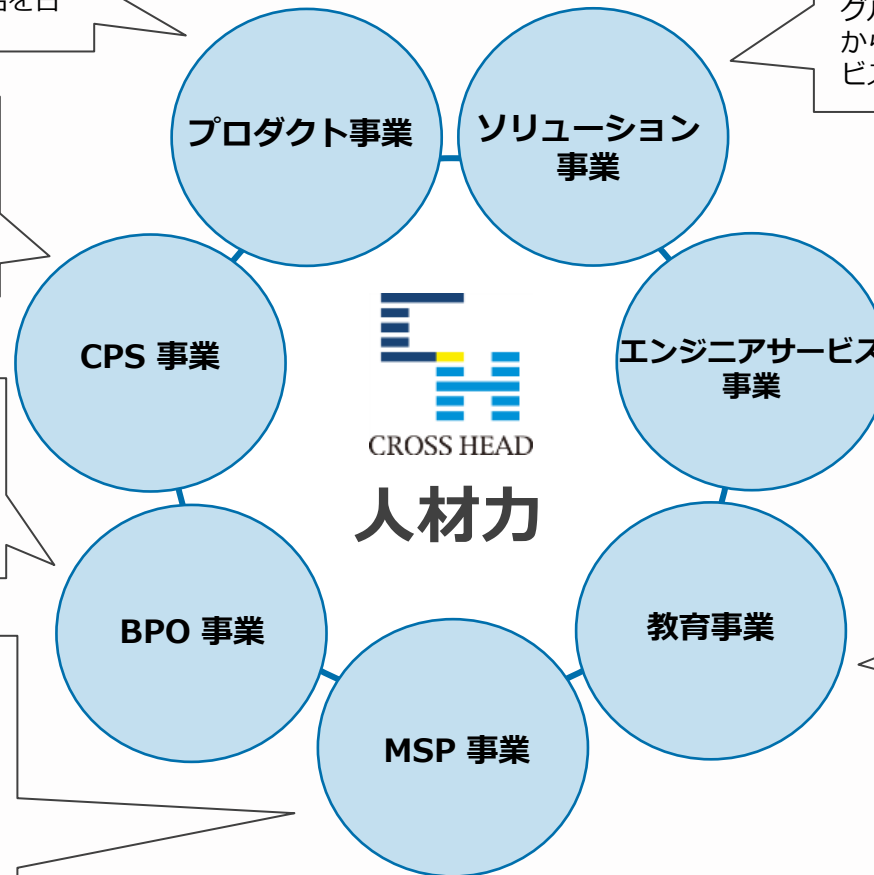 プロダクト事業
ソリューション
事業
から
CPS 事業
エンジニアサービス
事業
CROSS HEAD
人材力
BPO 事業
教育事業
MSP 事業